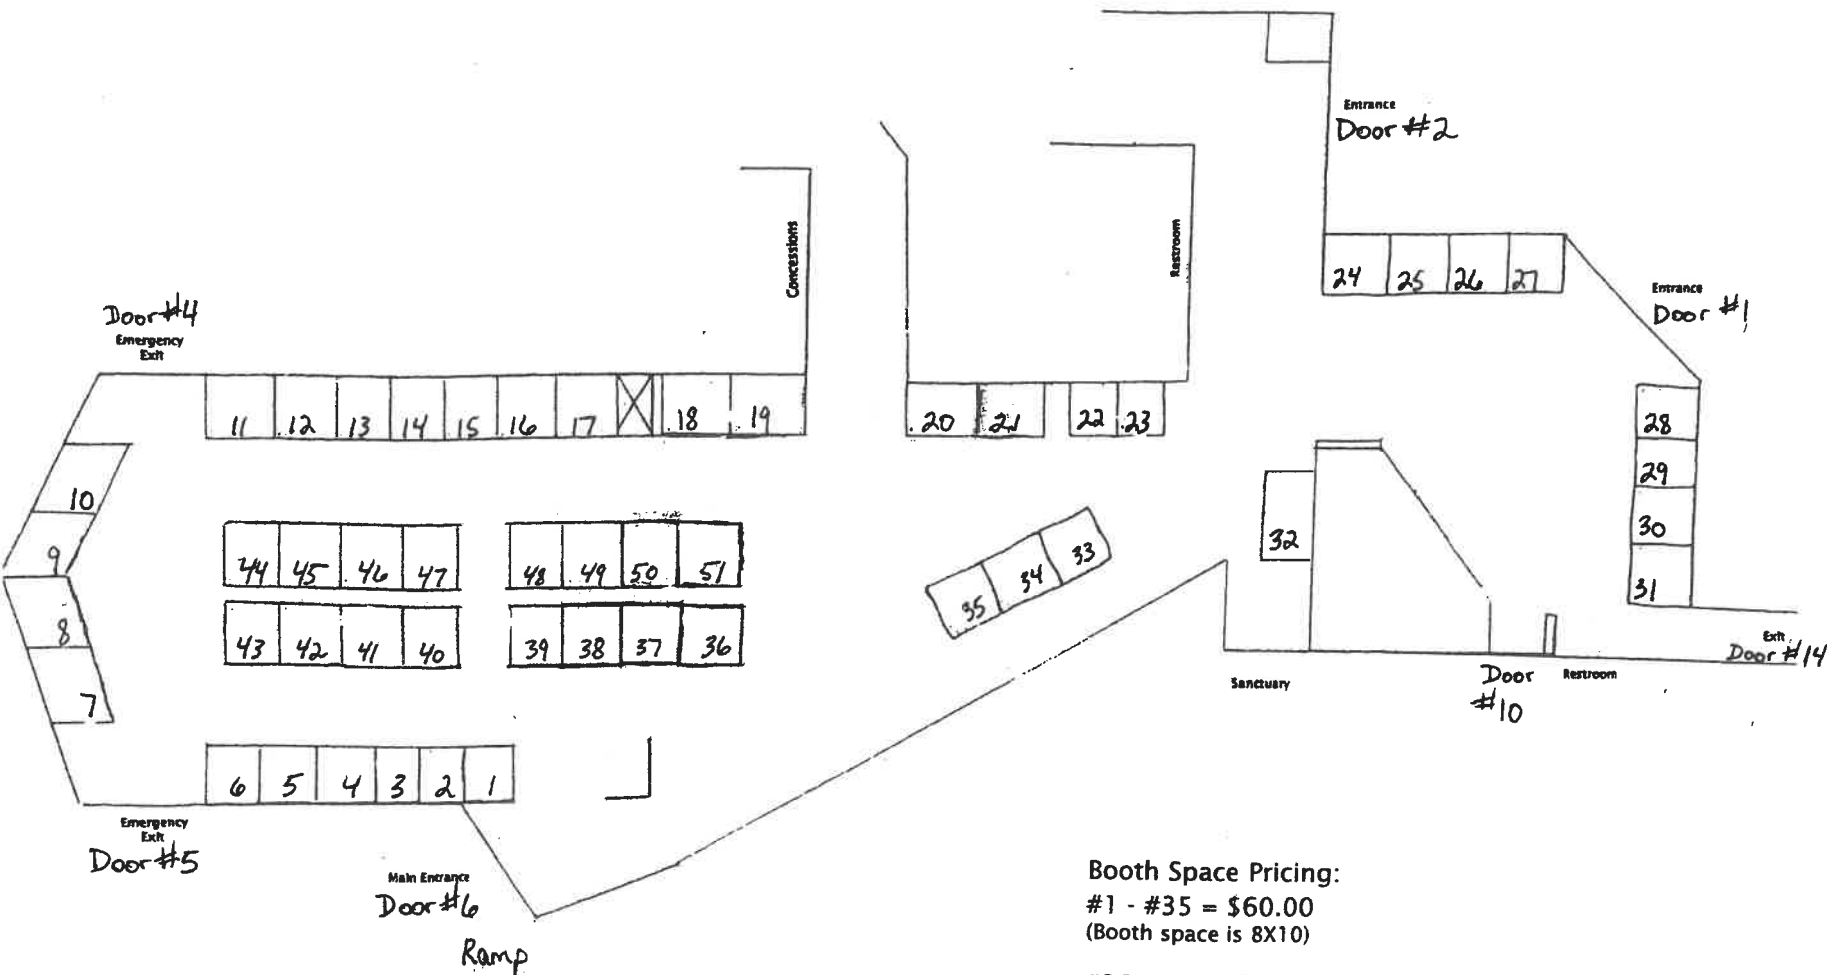 Entrance
Door #2
Concessions
Restroom
24 25 26 27
Entrance
Door #1
Door #4
Emergency
Exit
11 12 13 14 15 16 17 18 19
20 21 22 23
28
29
30
31
10
9
8
7
32
33
34
35
44 45 46 47 48 49 50 51
43 42 41 40 39 38 37 36
Exit
Door #14
Sanctuary
Door
#10
Restroom
6 5 4 3 2 1
Emergency
Exit
Door #5
Main Entrance
Door #6
Ramp
Booth Space Pricing:
#1 - #35 = $60.00
(Booth space is 8X10)